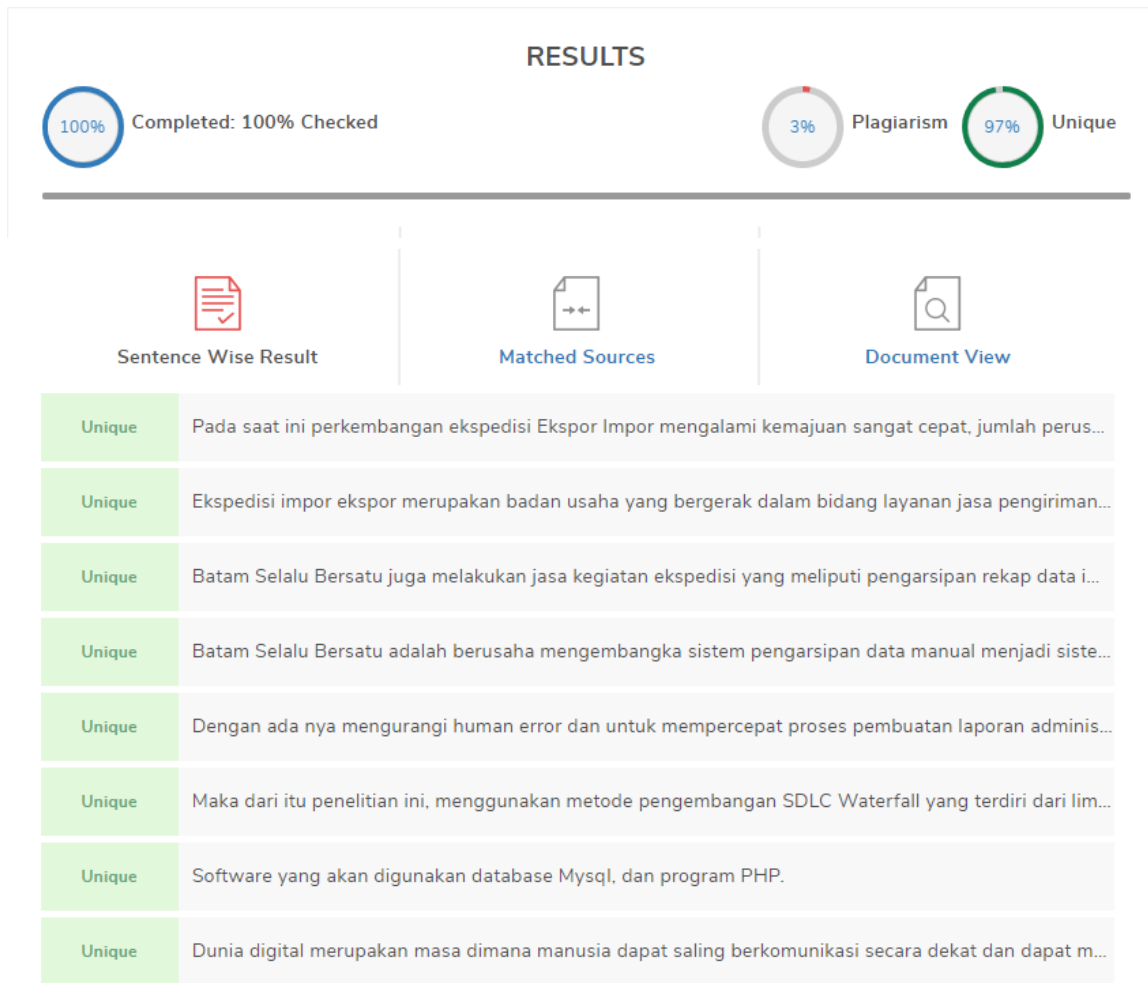 RESULTS
100% Completed: 100% Checked 3% Plagiarism 97% Unique
Sentence Wise Result Matched Sources Document View
Unique Pada saat ini perkembangan ekspedisi Ekspor Impor mengalami kemajuan sangat cepat, jumlah perus...
Unique Ekspedisi impor ekspor merupakan badan usaha yang bergerak dalam bidang layanan jasa pengiriman...
Unique Batam Selalu Bersatu juga melakukan jasa kegiatan ekspedisi yang meliputi pengarsipan rekap data i...
Unique Batam Selalu Bersatu adalah berusaha mengembangka sistem pengarsipan data manual menjadi siste...
Unique Dengan ada nya mengurangi human error dan untuk mempercepat proses pembuatan laporan adminis...
Unique Maka dari itu penelitian ini, menggunakan metode pengembangan SDLC Waterfall yang terdiri dari lim...
Unique Software yang akan digunakan database Mysql, dan program PHP.
Unique Dunia digital merupakan masa dimana manusia dapat saling berkomunikasi secara dekat dan dapat m...